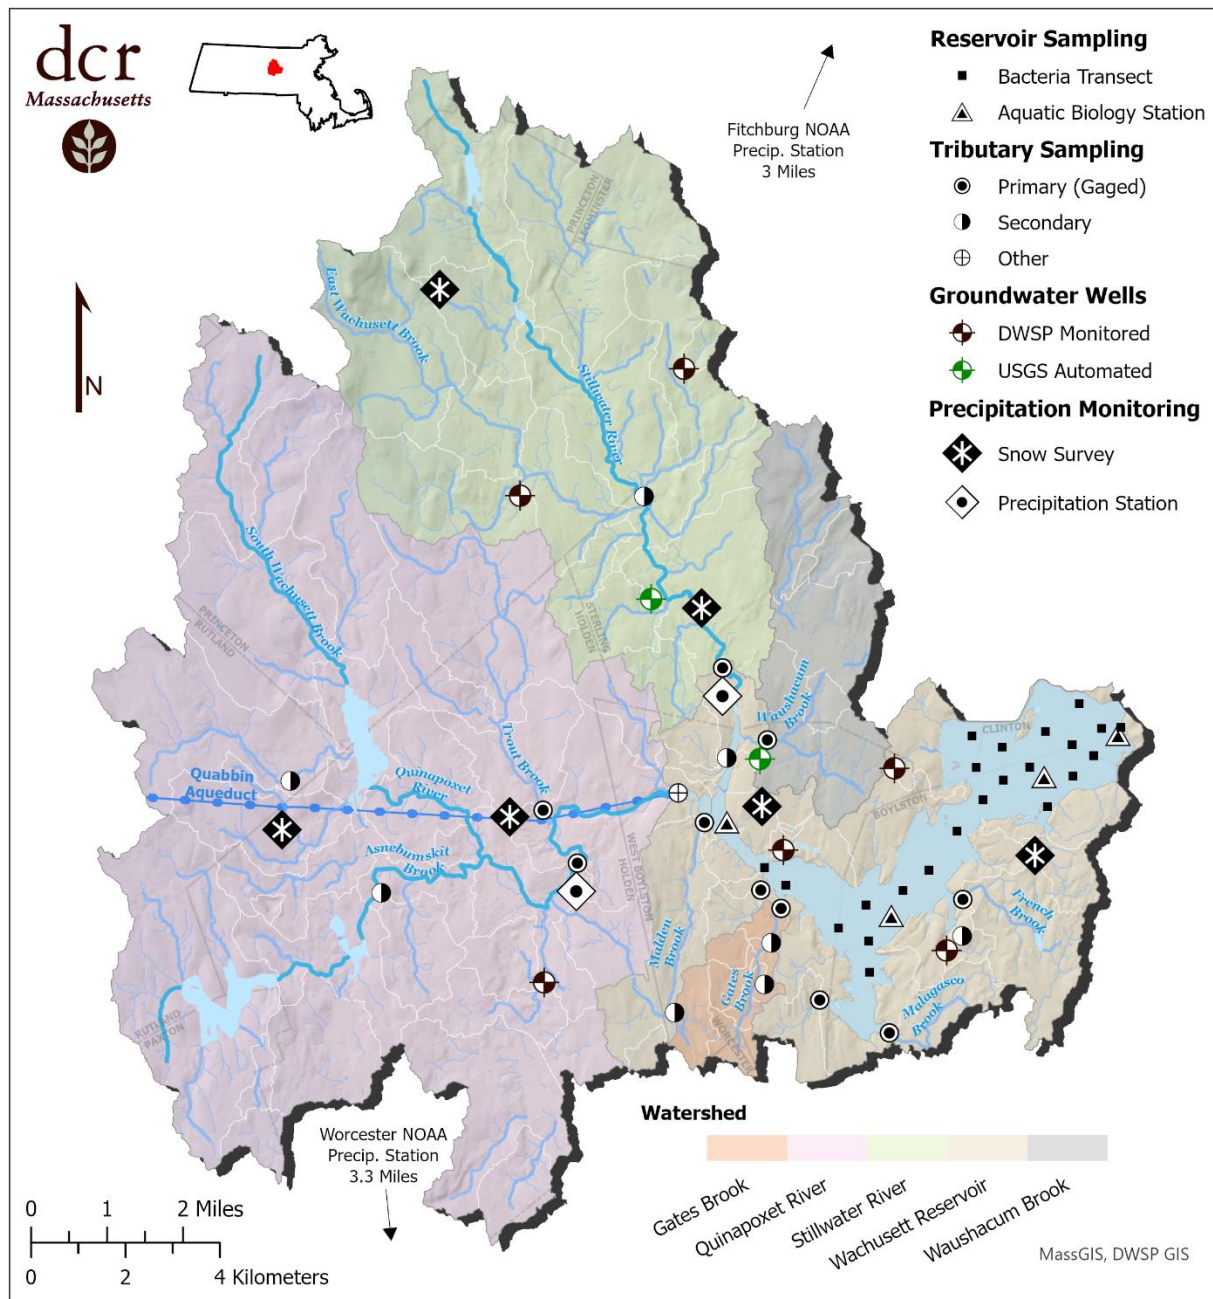 dcr
Massachusetts
Fitchburg NOAA
Precip. Station
3 Miles
Reservoir Sampling
Bacteria Transect
Aquatic Biology Station
Tributary Sampling
Primary (Gaged)
Secondary
Other
Groundwater Wells
DWSP Monitored
USGS Automated
Precipitation Monitoring
Snow Survey
Precipitation Station
N
PRINCETON
LEOMINSTER
East Wachusett Brook
Stillwater River
South Wachusett Brook
PRINCETON
RUTLAND
STERLING
HOLDEN
Waushacum
Brook
Trout Brook
CLINTON
Quabbin
Aqueduct
Quinapoxet
River
BOYLSTON
Asnebumskit
Brook
WEST BOYLSTON
HOLDEN
French
Brook
Malden
Brook
Gates
Brook
Malagasco
Brook
RUTLAND
PAXTON
WORCESTER
Worcester NOAA
Precip. Station
3.3 Miles
Watershed
Gates Brook
Quinapoxet River
Stillwater River
Wachusett Reservoir
Waushacum Brook
0 1 2 Miles
0 2 4 Kilometers
MassGIS, DWSP GIS